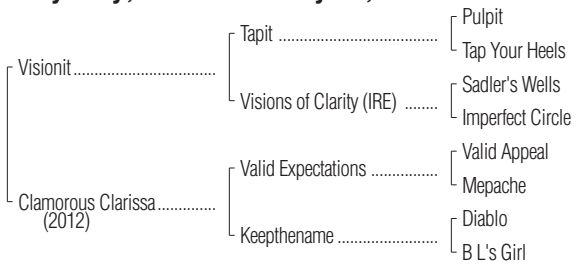 Pulpit
Tapit ......................................
Tap Your Heels
Visionit..................................
Sadler's Wells
Visions of Clarity (IRE) ........
Imperfect Circle
Valid Appeal
Valid Expectations ................
Mepache
Clamorous Clarissa..............
(2012)
Diablo
Keepthename ........................
B L's Girl